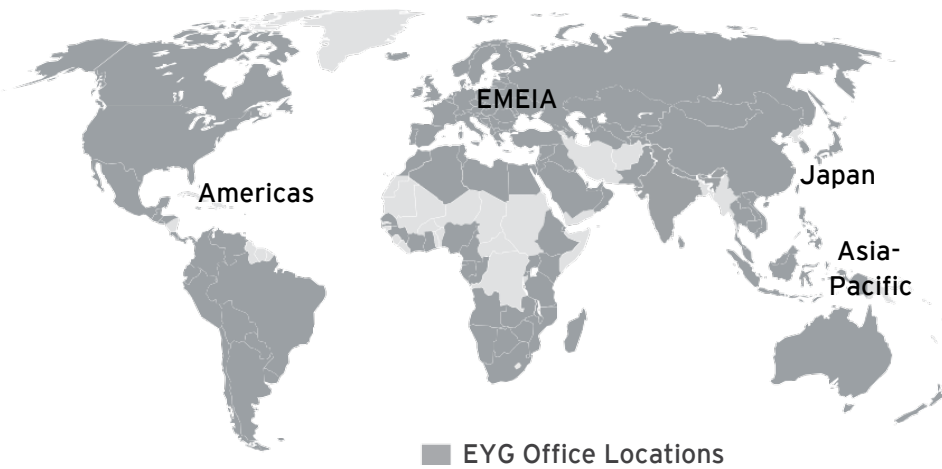 EMEIA
Americas
Japan
Asia-
Pacific
EYG Office Locations